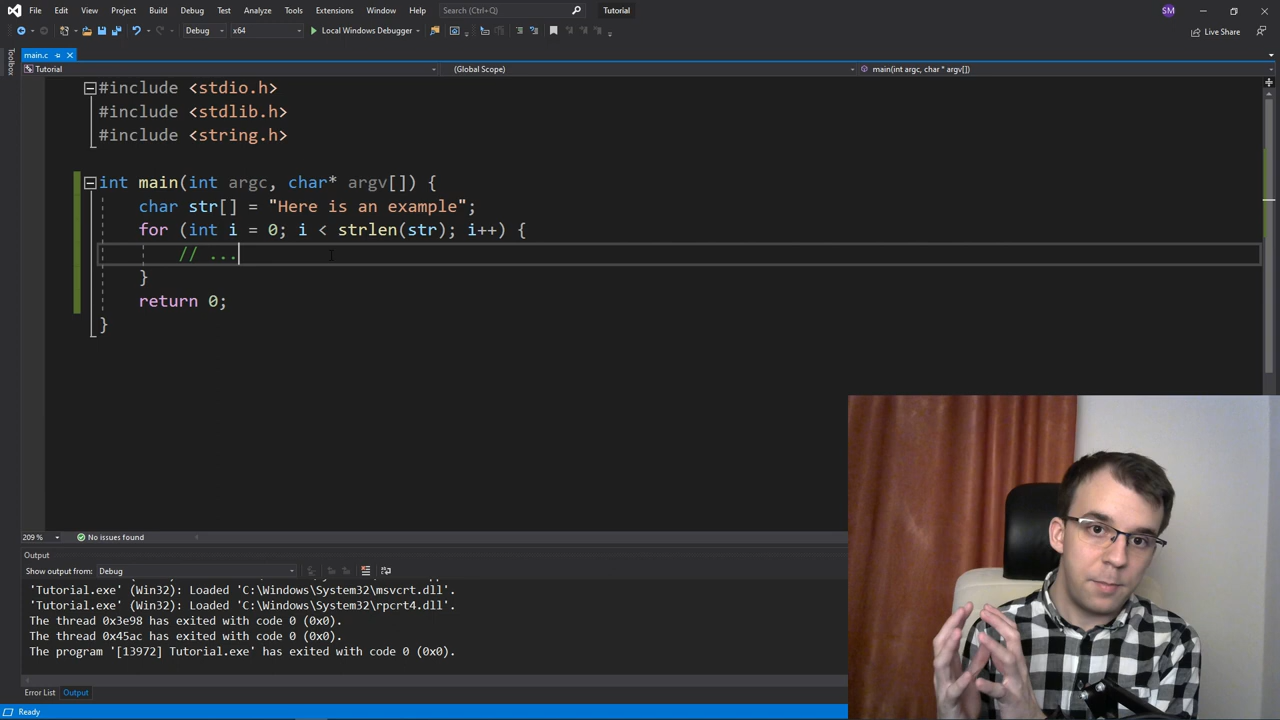 File Edit View Project Build Debug Test Analyze Tools Extensions Window Help Search (Ctrl+Q) Tutorial SM
Debug x64 Local Windows Debugger Live Share
Toolbox
main.c
Tutorial (Global Scope) main(int argc, char * argv[])
#include <stdio.h>
#include <stdlib.h>
#include <string.h>
int main(int argc, char* argv[]) {
char str[] = "Here is an example";
for (int i = 0; i < strlen(str); i++) {
// ...
}
return 0;
}
209 % No issues found
Output
Show output from: Debug
'Tutorial.exe' (Win32): Loaded 'C:\Windows\System32\msvcrt.dll'.
'Tutorial.exe' (Win32): Loaded 'C:\Windows\System32\rpcrt4.dll'.
The thread 0x3e98 has exited with code 0 (0x0).
The thread 0x45ac has exited with code 0 (0x0).
The program '[13972] Tutorial.exe' has exited with code 0 (0x0).
Error List Output
Ready